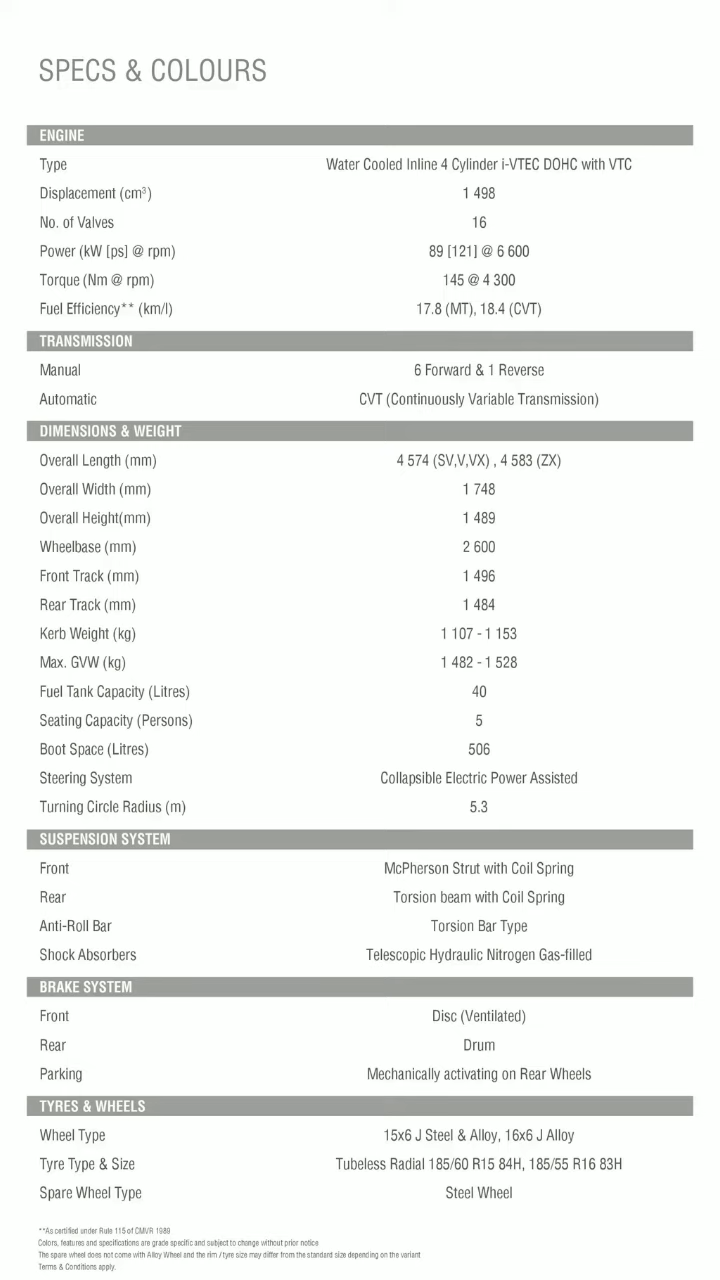 SPECS & COLOURS
ENGINE
Type Water Cooled Inline 4 Cylinder i-VTEC DOHC with VTC
Displacement (cm³) 1 498
No. of Valves 16
Power (kW [ps] @ rpm) 89 [121] @ 6 600
Torque (Nm @ rpm) 145 @ 4 300
Fuel Efficiency** (km/l) 17.8 (MT), 18.4 (CVT)
TRANSMISSION
Manual 6 Forward & 1 Reverse
Automatic CVT (Continuously Variable Transmission)
DIMENSIONS & WEIGHT
Overall Length (mm) 4 574 (SV,V,VX) , 4 583 (ZX)
Overall Width (mm) 1 748
Overall Height(mm) 1 489
Wheelbase (mm) 2 600
Front Track (mm) 1 496
Rear Track (mm) 1 484
Kerb Weight (kg) 1 107 - 1 153
Max. GVW (kg) 1 482 - 1 528
Fuel Tank Capacity (Litres) 40
Seating Capacity (Persons) 5
Boot Space (Litres) 506
Steering System Collapsible Electric Power Assisted
Turning Circle Radius (m) 5.3
SUSPENSION SYSTEM
Front McPherson Strut with Coil Spring
Rear Torsion beam with Coil Spring
Anti-Roll Bar Torsion Bar Type
Shock Absorbers Telescopic Hydraulic Nitrogen Gas-filled
BRAKE SYSTEM
Front Disc (Ventilated)
Rear Drum
Parking Mechanically activating on Rear Wheels
TYRES & WHEELS
Wheel Type 15x6 J Steel & Alloy, 16x6 J Alloy
Tyre Type & Size Tubeless Radial 185/60 R15 84H, 185/55 R16 83H
Spare Wheel Type Steel Wheel
**As certified under Rule 115 of CMVR 1989
Colors, features and specifications are grade specific and subject to change without prior notice
The spare wheel does not come with Alloy Wheel and the rim / tyre size may differ from the standard size depending on the variant
Terms & Conditions apply.